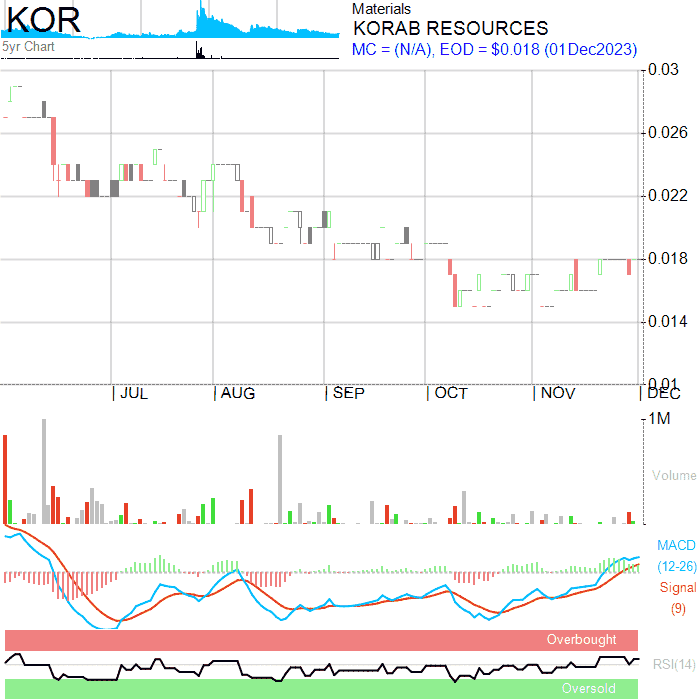 KOR
Materials
KORAB RESOURCES
MC = (N/A), EOD = $0.018 (01Dec2023)
5yr Chart
0.03
0.026
0.022
0.018
0.014
0.01
JUL AUG SEP OCT NOV DEC
1M
Volume
MACD
(12-26)
Signal
(9)
Overbought
RSI(14)
Oversold